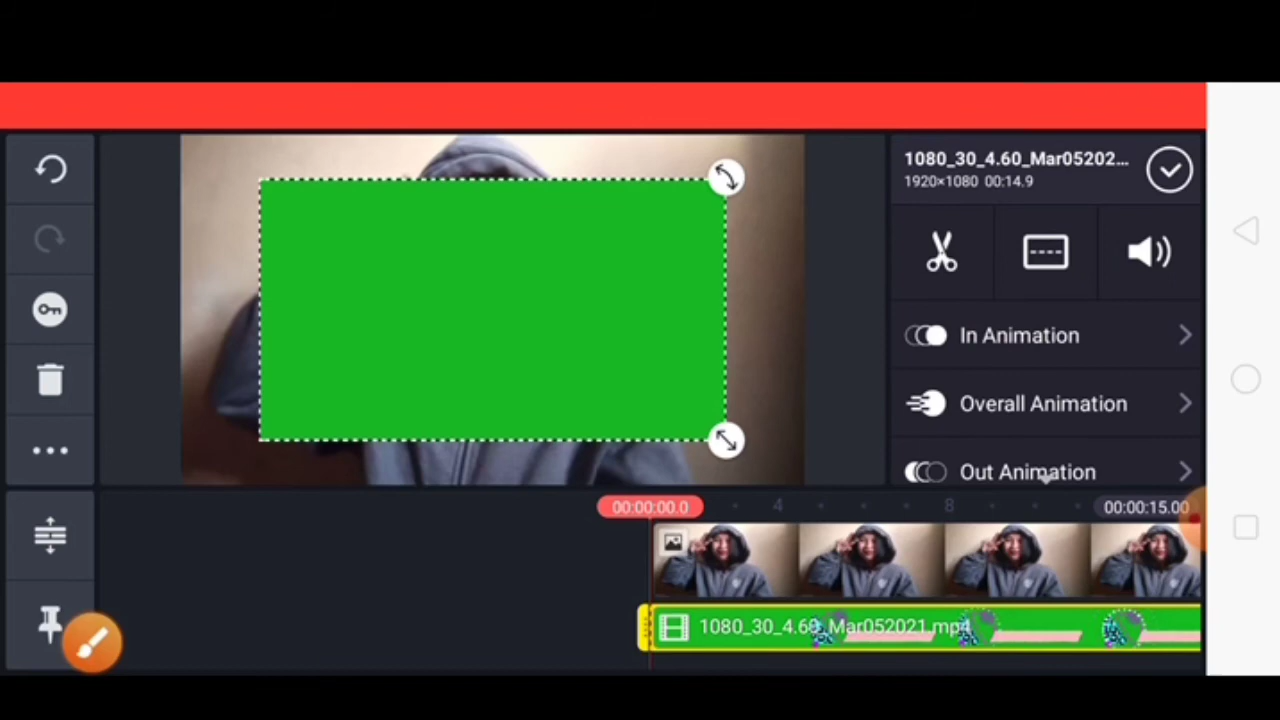 1080_30_4.60_Mar05202...
1920×1080 00:14.9
In Animation
Overall Animation
Out Animation
00:00:00.0
4
8
00:00:15.00
1080_30_4.60_Mar052021.mp4